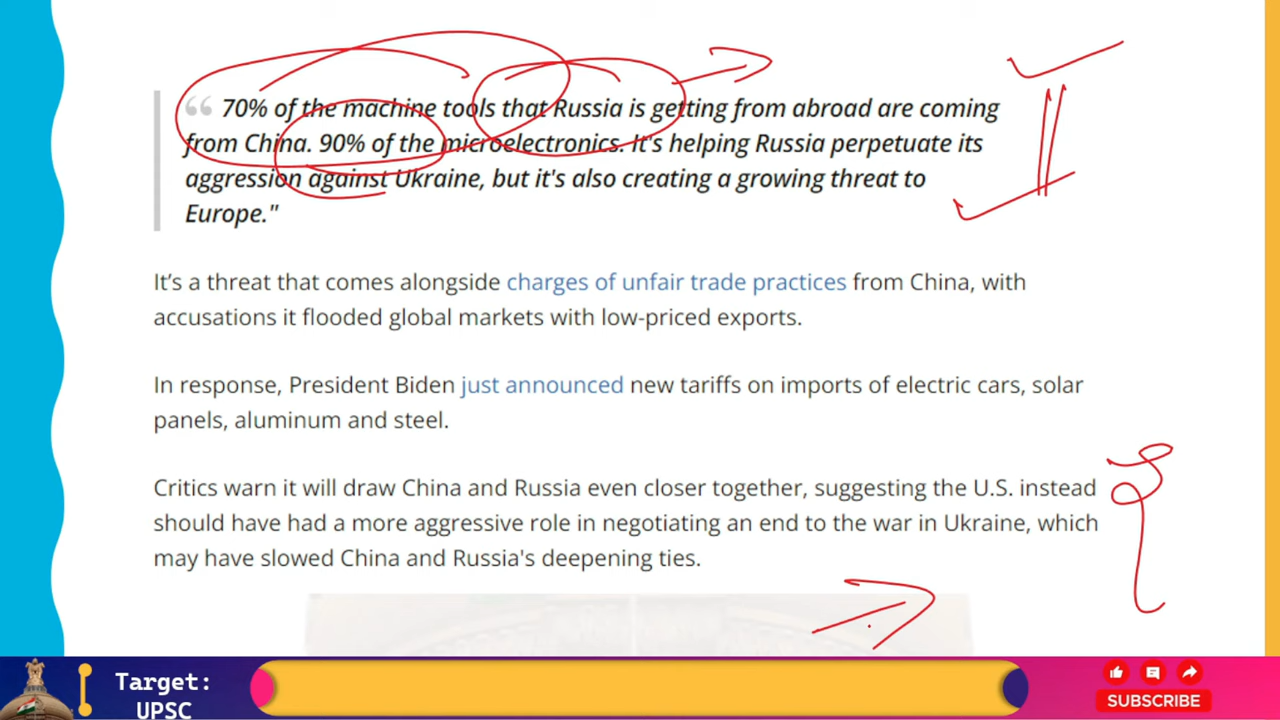 “ 70% of the machine tools that Russia is getting from abroad are coming
from China. 90% of the microelectronics. It's helping Russia perpetuate its
aggression against Ukraine, but it's also creating a growing threat to
Europe."
It’s a threat that comes alongside charges of unfair trade practices from China, with
accusations it flooded global markets with low-priced exports.
In response, President Biden just announced new tariffs on imports of electric cars, solar
panels, aluminum and steel.
Critics warn it will draw China and Russia even closer together, suggesting the U.S. instead
should have had a more aggressive role in negotiating an end to the war in Ukraine, which
may have slowed China and Russia's deepening ties.
Target:
UPSC
SUBSCRIBE